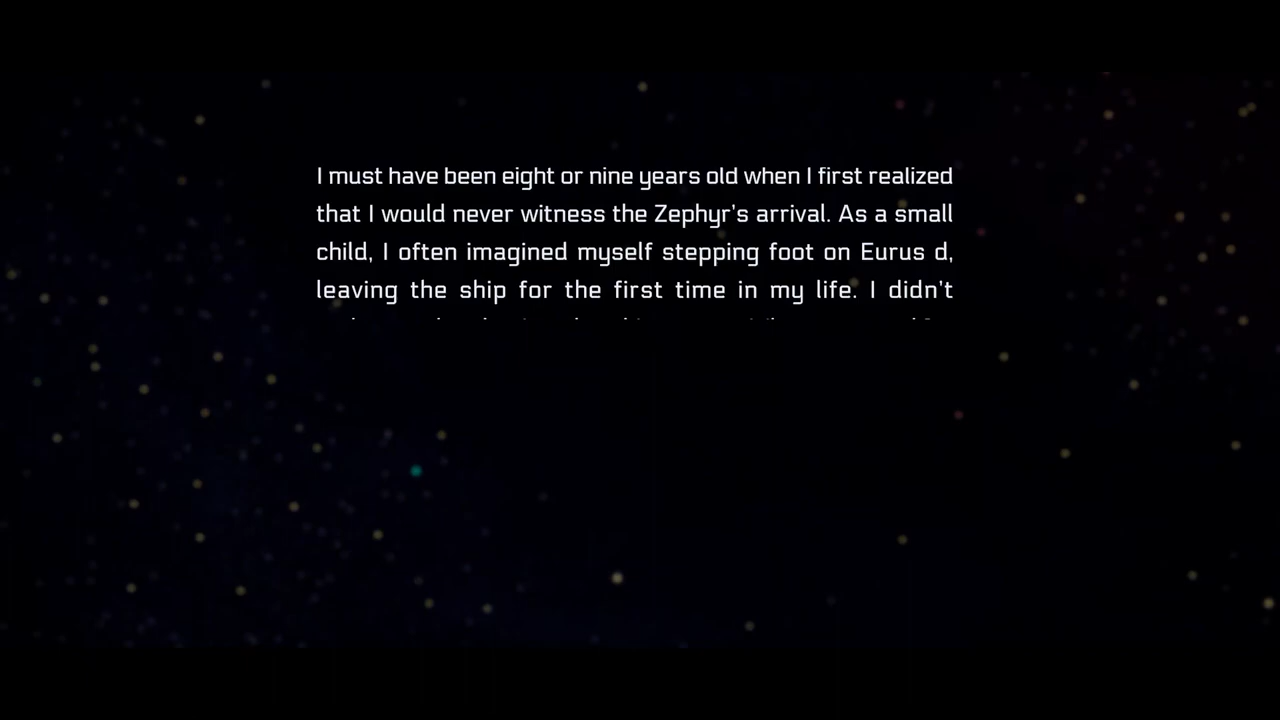 I must have been eight or nine years old when I first realized
that I would never witness the Zephyr's arrival. As a small
child, I often imagined myself stepping foot on Eurus d,
leaving the ship for the first time in my life. I didn't